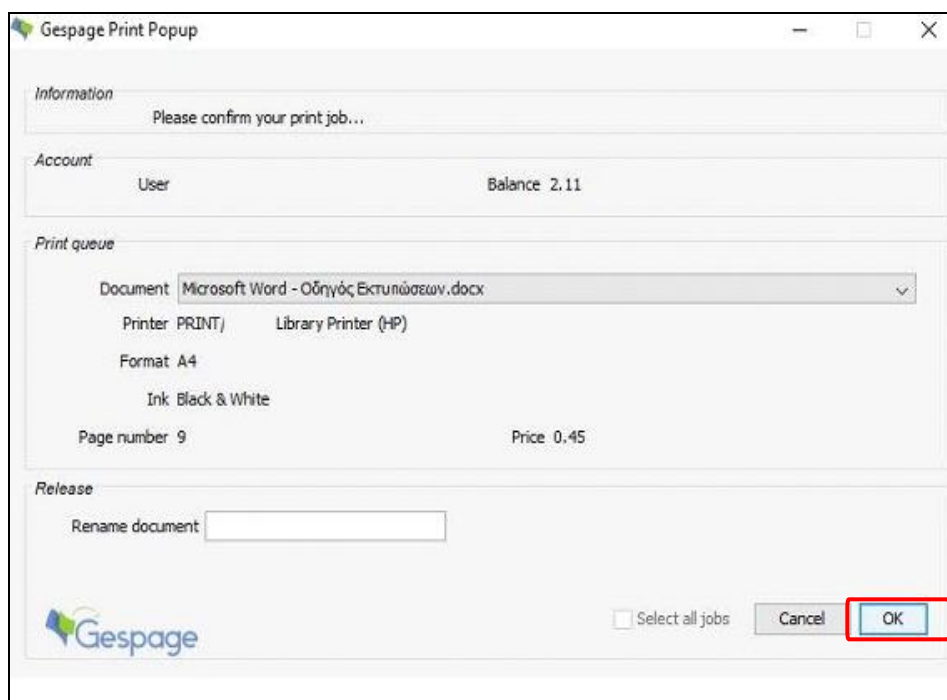 Gespage Print Popup
Information
Please confirm your print job...
Account
User Balance 2.11
Print queue
Document Microsoft Word - Οδηγός Εκτυπώσεων.docx
Printer PRINT/ Library Printer (HP)
Format A4
Ink Black & White
Page number 9 Price 0.45
Release
Rename document
Select all jobs Cancel OK
Gespage